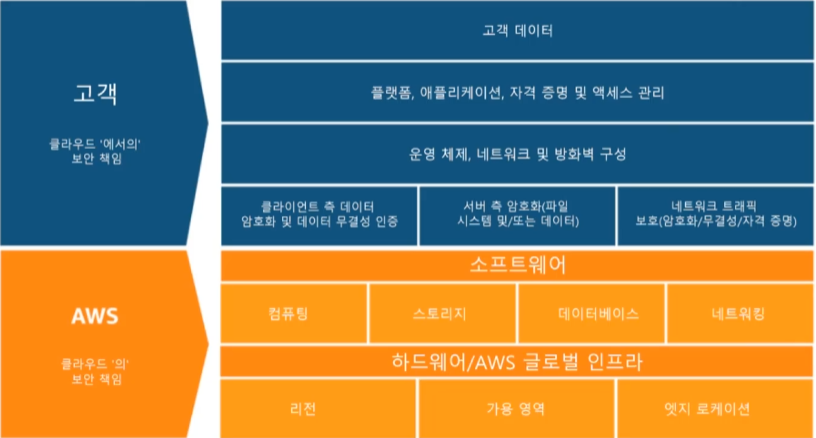 고객
클라우드 '에서의'
보안 책임
고객 데이터
플랫폼, 애플리케이션, 자격 증명 및 액세스 관리
운영 체제, 네트워크 및 방화벽 구성
클라이언트 측 데이터
암호화 및 데이터 무결성 인증
서버 측 암호화(파일
시스템 및/또는 데이터)
네트워크 트래픽
보호(암호화/무결성/자격 증명)
AWS
클라우드 '의'
보안 책임
소프트웨어
컴퓨팅
스토리지
데이터베이스
네트워킹
하드웨어/AWS 글로벌 인프라
리전
가용 영역
엣지 로케이션